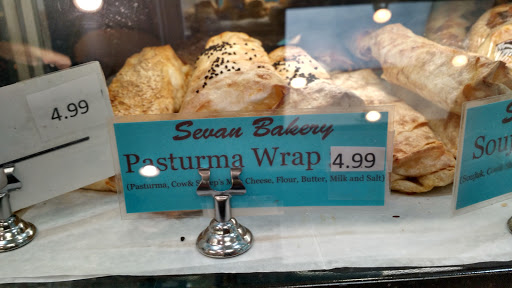 4.99
Sevan Bakery
Pasturma Wrap 4.99
(Pasturma, Cow& Cheese, Flour, Butter, Milk and Salt)